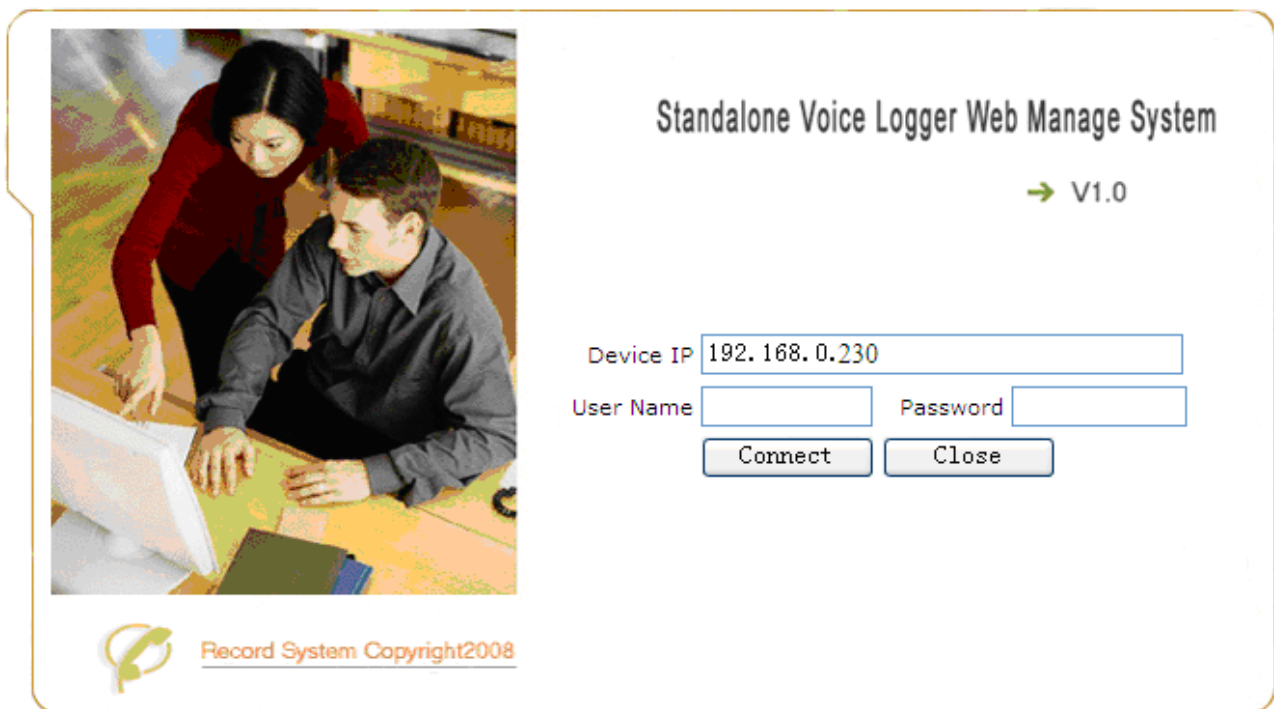 Standalone Voice Logger Web Manage System
→ V1.0
Device IP 192.168.0.230
User Name Password
Connect Close
Record System Copyright2008